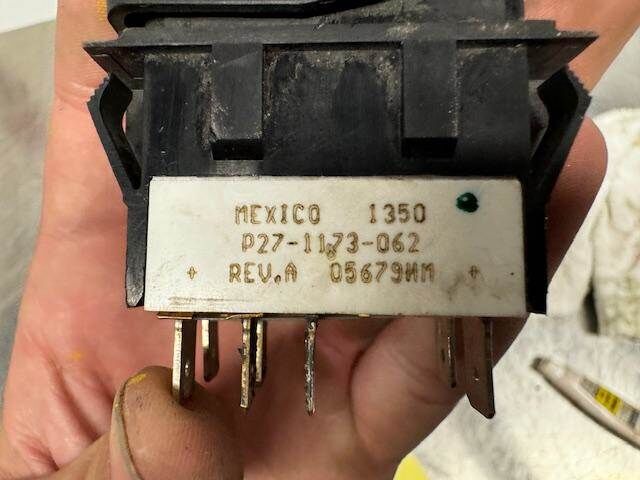 MEXICO 1350
P27-1173-062
+ REV.A 05679MM +